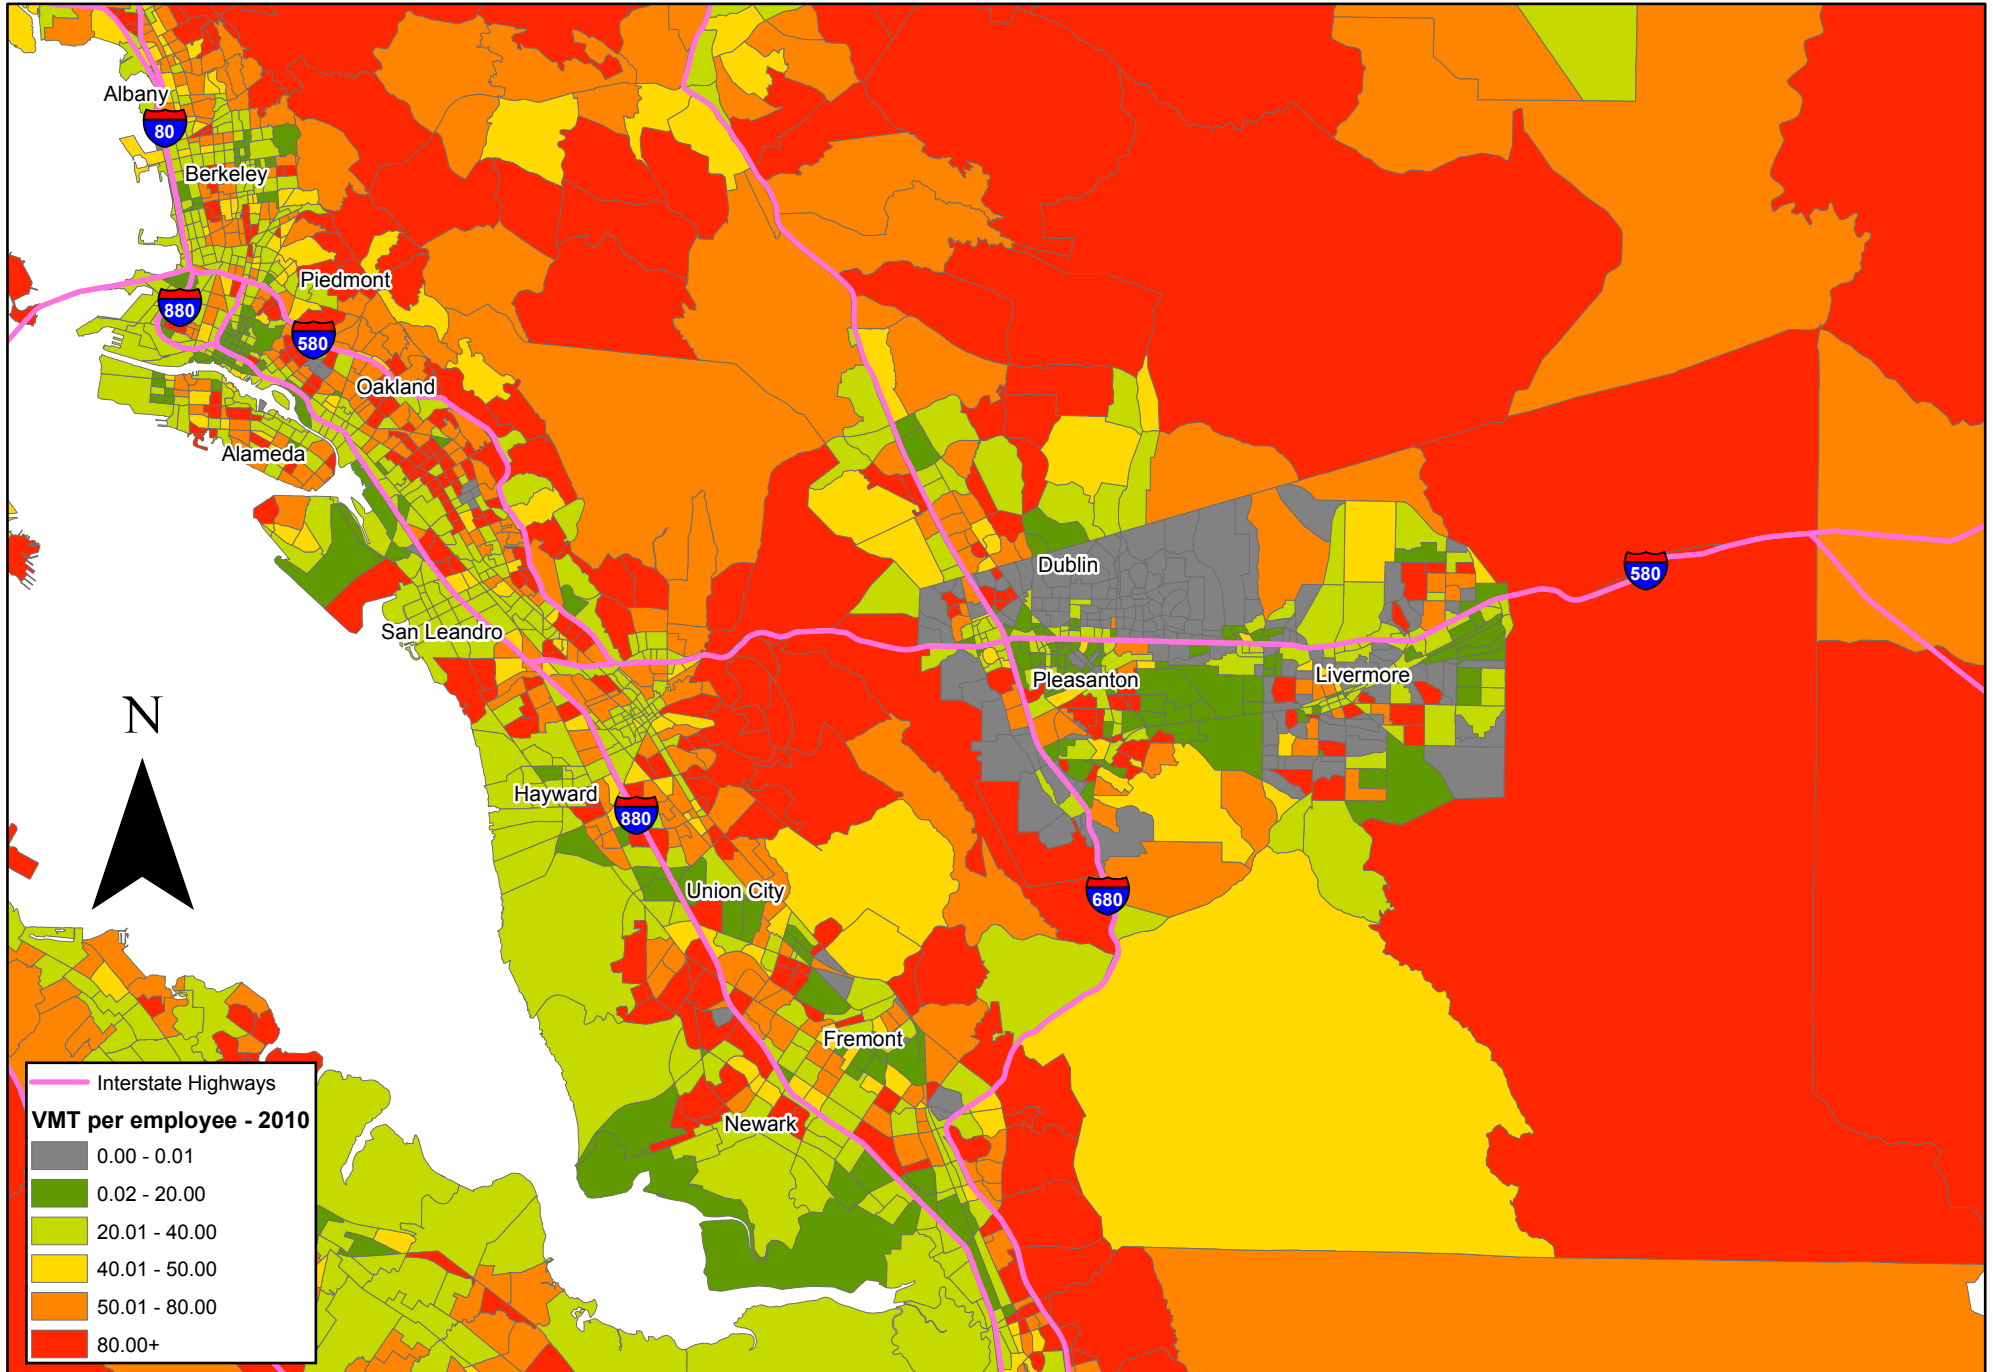 Albany
80
Berkeley
Piedmont
880
580
Oakland
Alameda
Dublin
580
San Leandro
Pleasanton
Livermore
N
Hayward
880
Union City
680
Fremont
Newark
Interstate Highways
VMT per employee - 2010
0.00 - 0.01
0.02 - 20.00
20.01 - 40.00
40.01 - 50.00
50.01 - 80.00
80.00+